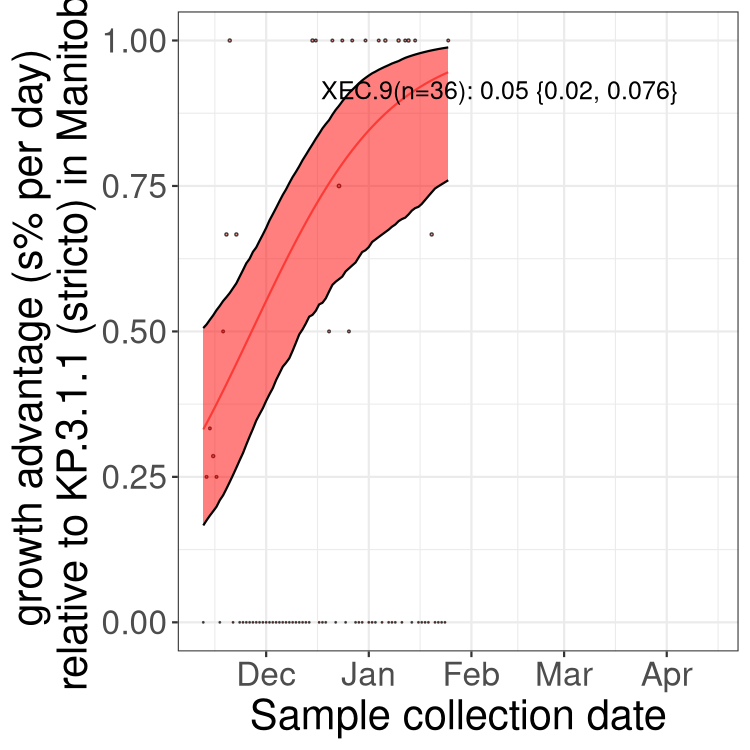 growth advantage (s% per day)
relative to KP.3.1.1 (stricto) in Manitob
1.00
0.75
0.50
0.25
0.00
XEC.9(n=36): 0.05 {0.02, 0.076}
Dec Jan Feb Mar Apr
Sample collection date